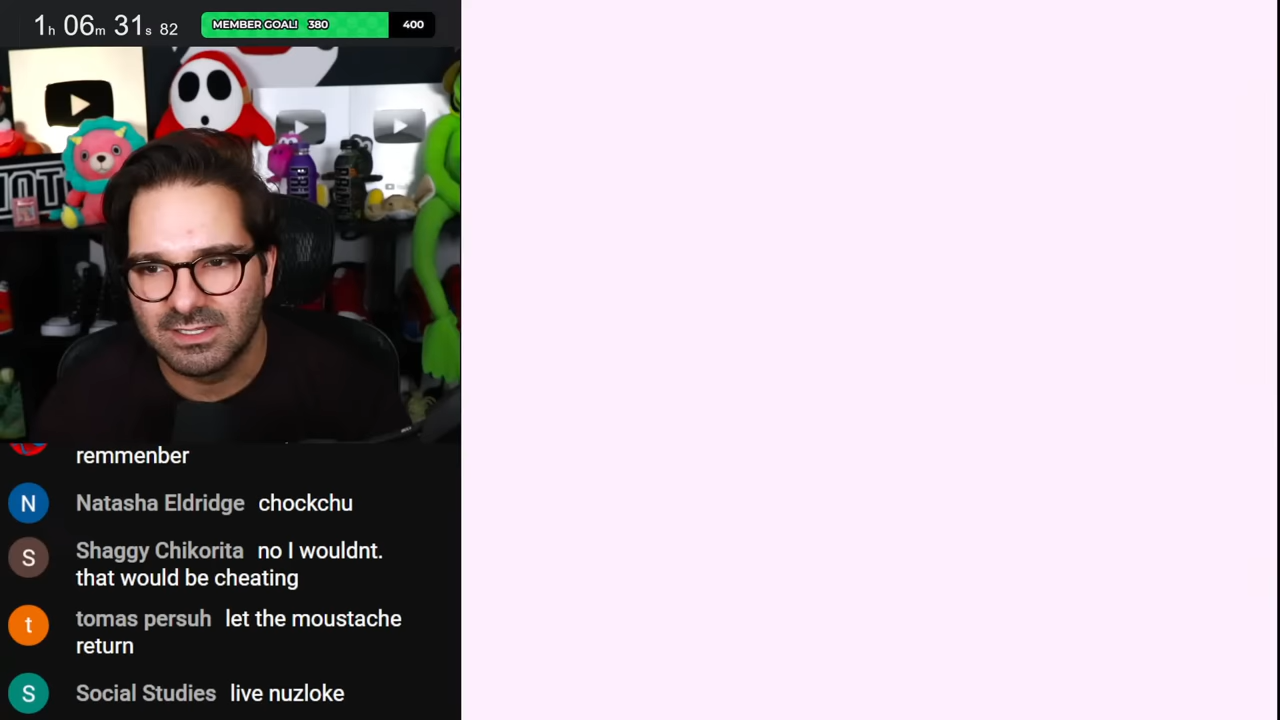 1h 06m 31s 82
MEMBER GOAL! 380
400
remmenber
N
Natasha Eldridge chockchu
S
Shaggy Chikorita no I wouldnt.
that would be cheating
t
tomas persuh let the moustache
return
S
Social Studies live nuzloke